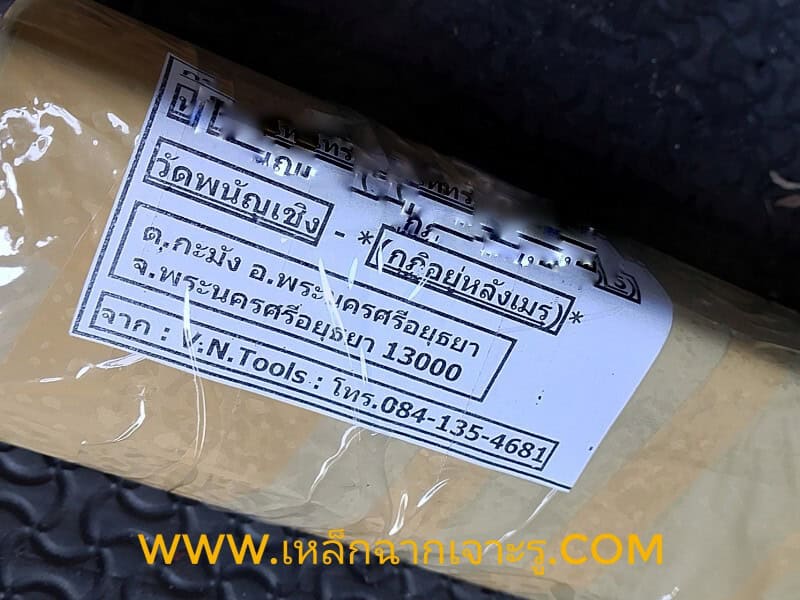 วัดพนัญเชิง - *(กุฏิอยู่หลังเมรุ)*
ต.กะมัง อ.พระนครศรีอยุธยา
จ.พระนครศรีอยุธยา 13000
จาก : V.N.Tools : โทร.084-135-4681
www.เหล็กฉากเจาะรู.com